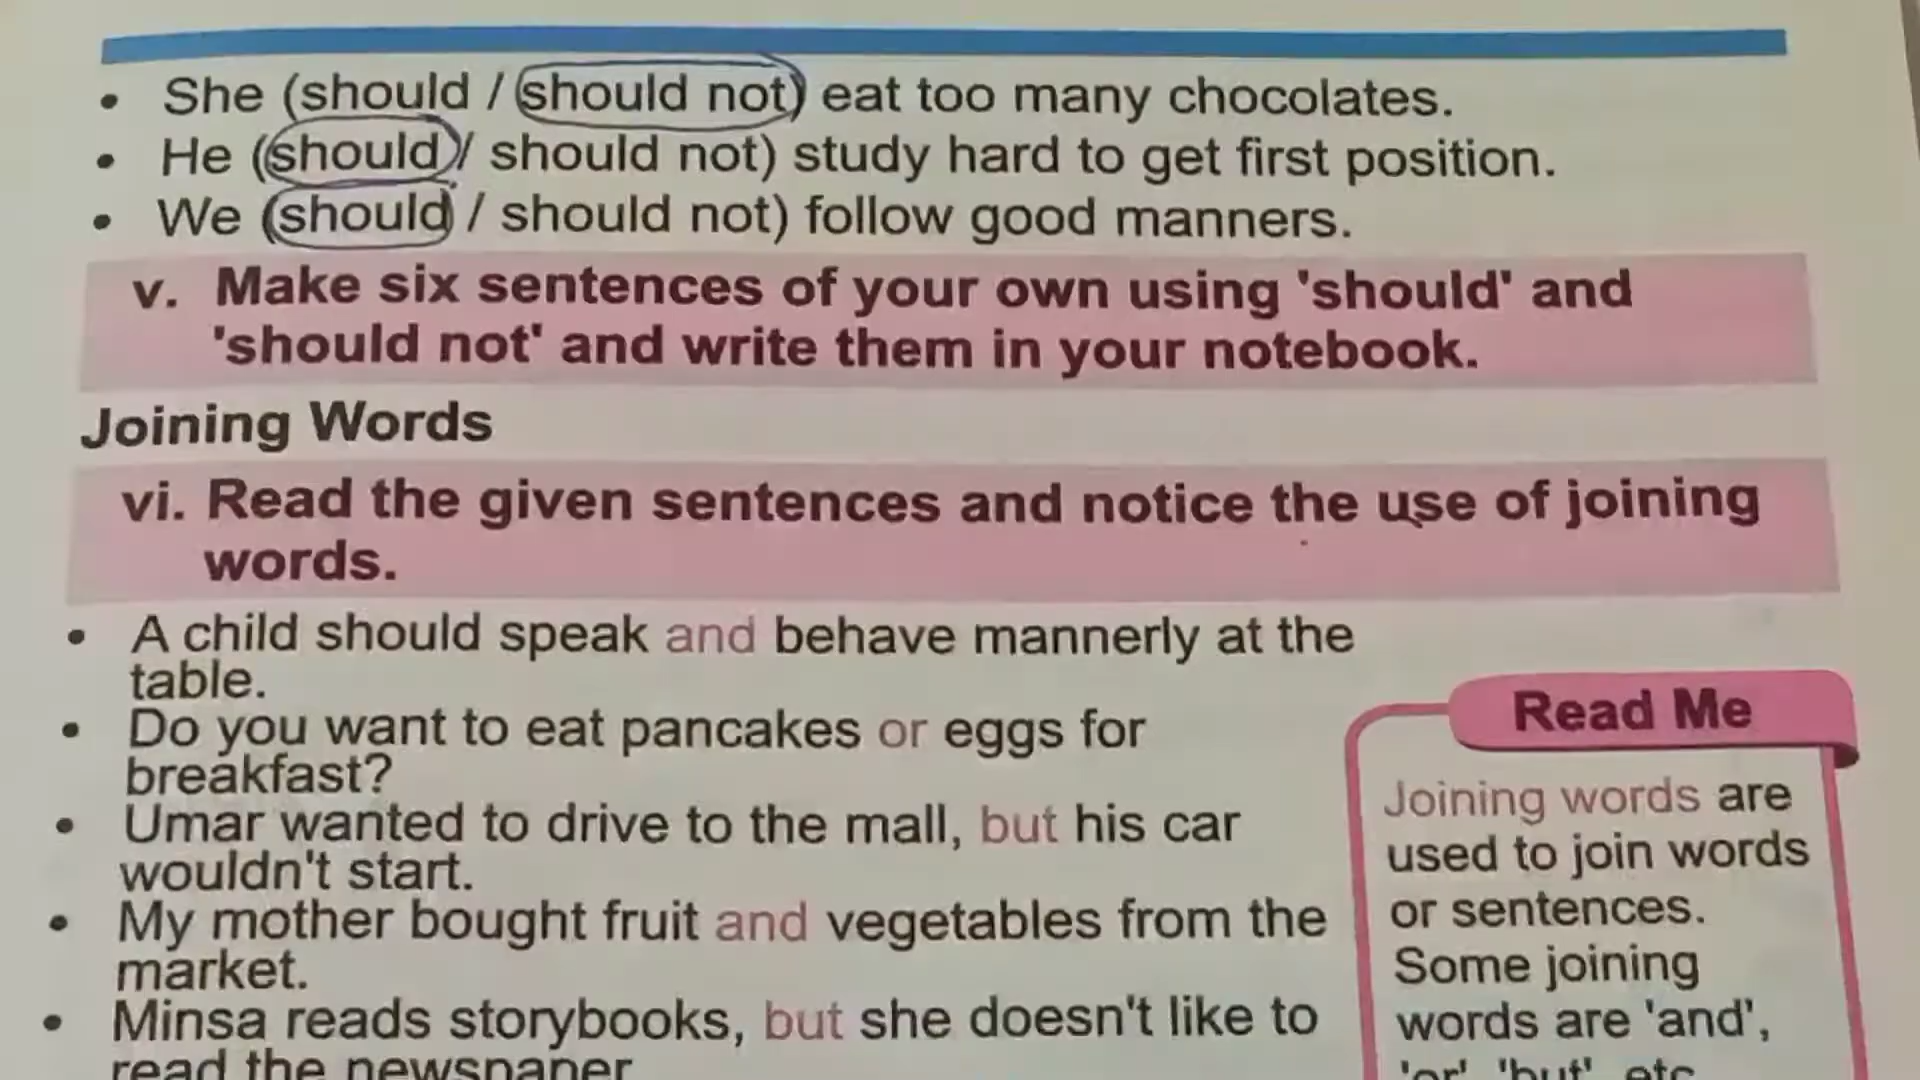 • She (should / should not) eat too many chocolates.
• He (should / should not) study hard to get first position.
• We (should / should not) follow good manners.
v. Make six sentences of your own using 'should' and
'should not' and write them in your notebook.
Joining Words
vi. Read the given sentences and notice the use of joining
words.
• A child should speak and behave mannerly at the
table.
• Do you want to eat pancakes or eggs for
breakfast?
• Umar wanted to drive to the mall, but his car
wouldn't start.
• My mother bought fruit and vegetables from the
market.
• Minsa reads storybooks, but she doesn't like to
read the newspaper
Read Me
Joining words are
used to join words
or sentences.
Some joining
words are 'and',
'or', 'but', etc